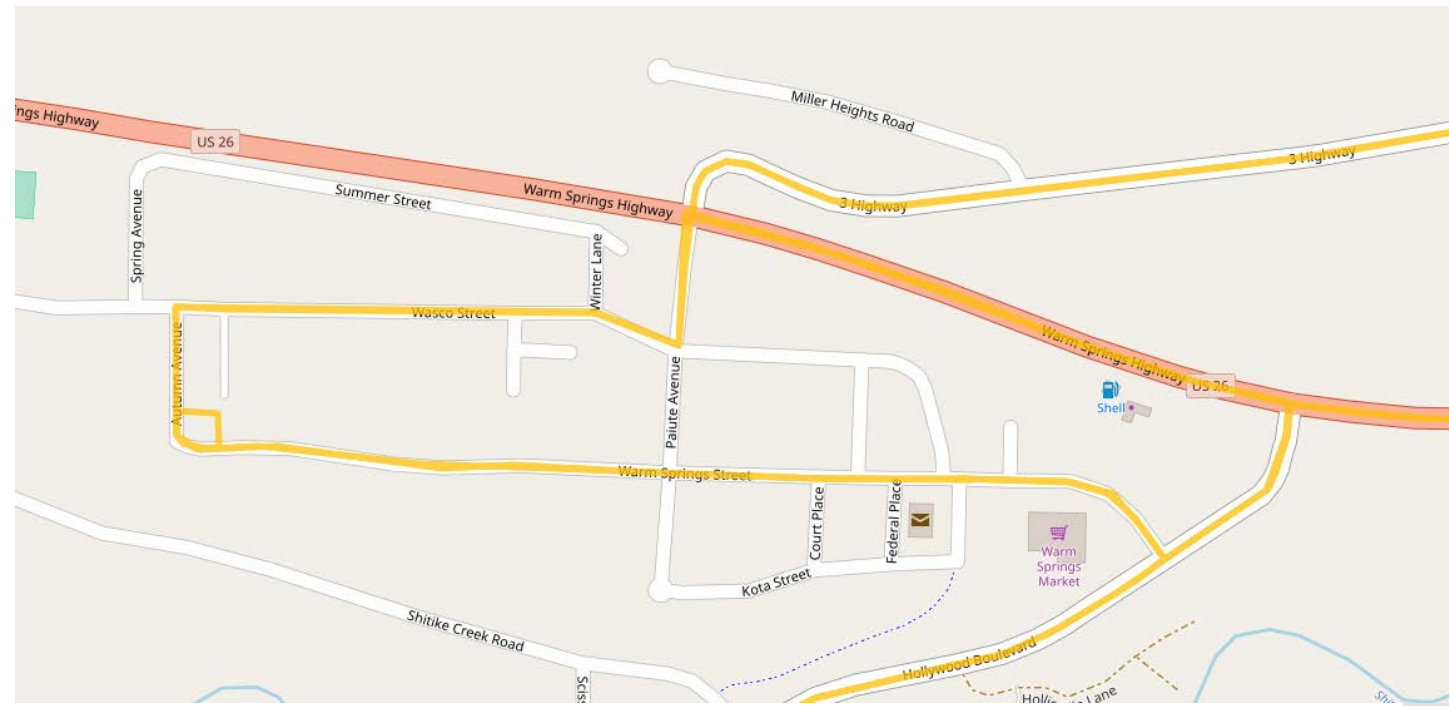 Miller Heights Road
ngs Highway
US 26
3 Highway
Summer Street
Warm Springs Highway
3 Highway
Spring Avenue
Winter Lane
Wasco Street
Autumn Avenue
Paiute Avenue
Warm Springs Highway
US 26
Shell
Warm Springs Street
Court Place
Federal Place
Warm
Springs
Market
Kota Street
Shitike Creek Road
Hollywood Boulevard
Lane